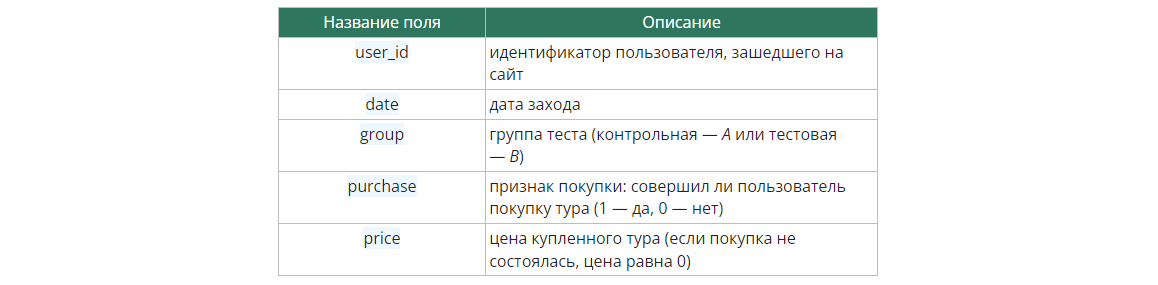 Название поля Описание
user_id идентификатор пользователя, зашедшего на
сайт
date дата захода
group группа теста (контрольная — A или тестовая
— B)
purchase признак покупки: совершил ли пользователь
покупку тура (1 — да, 0 — нет)
price цена купленного тура (если покупка не
состоялась, цена равна 0)